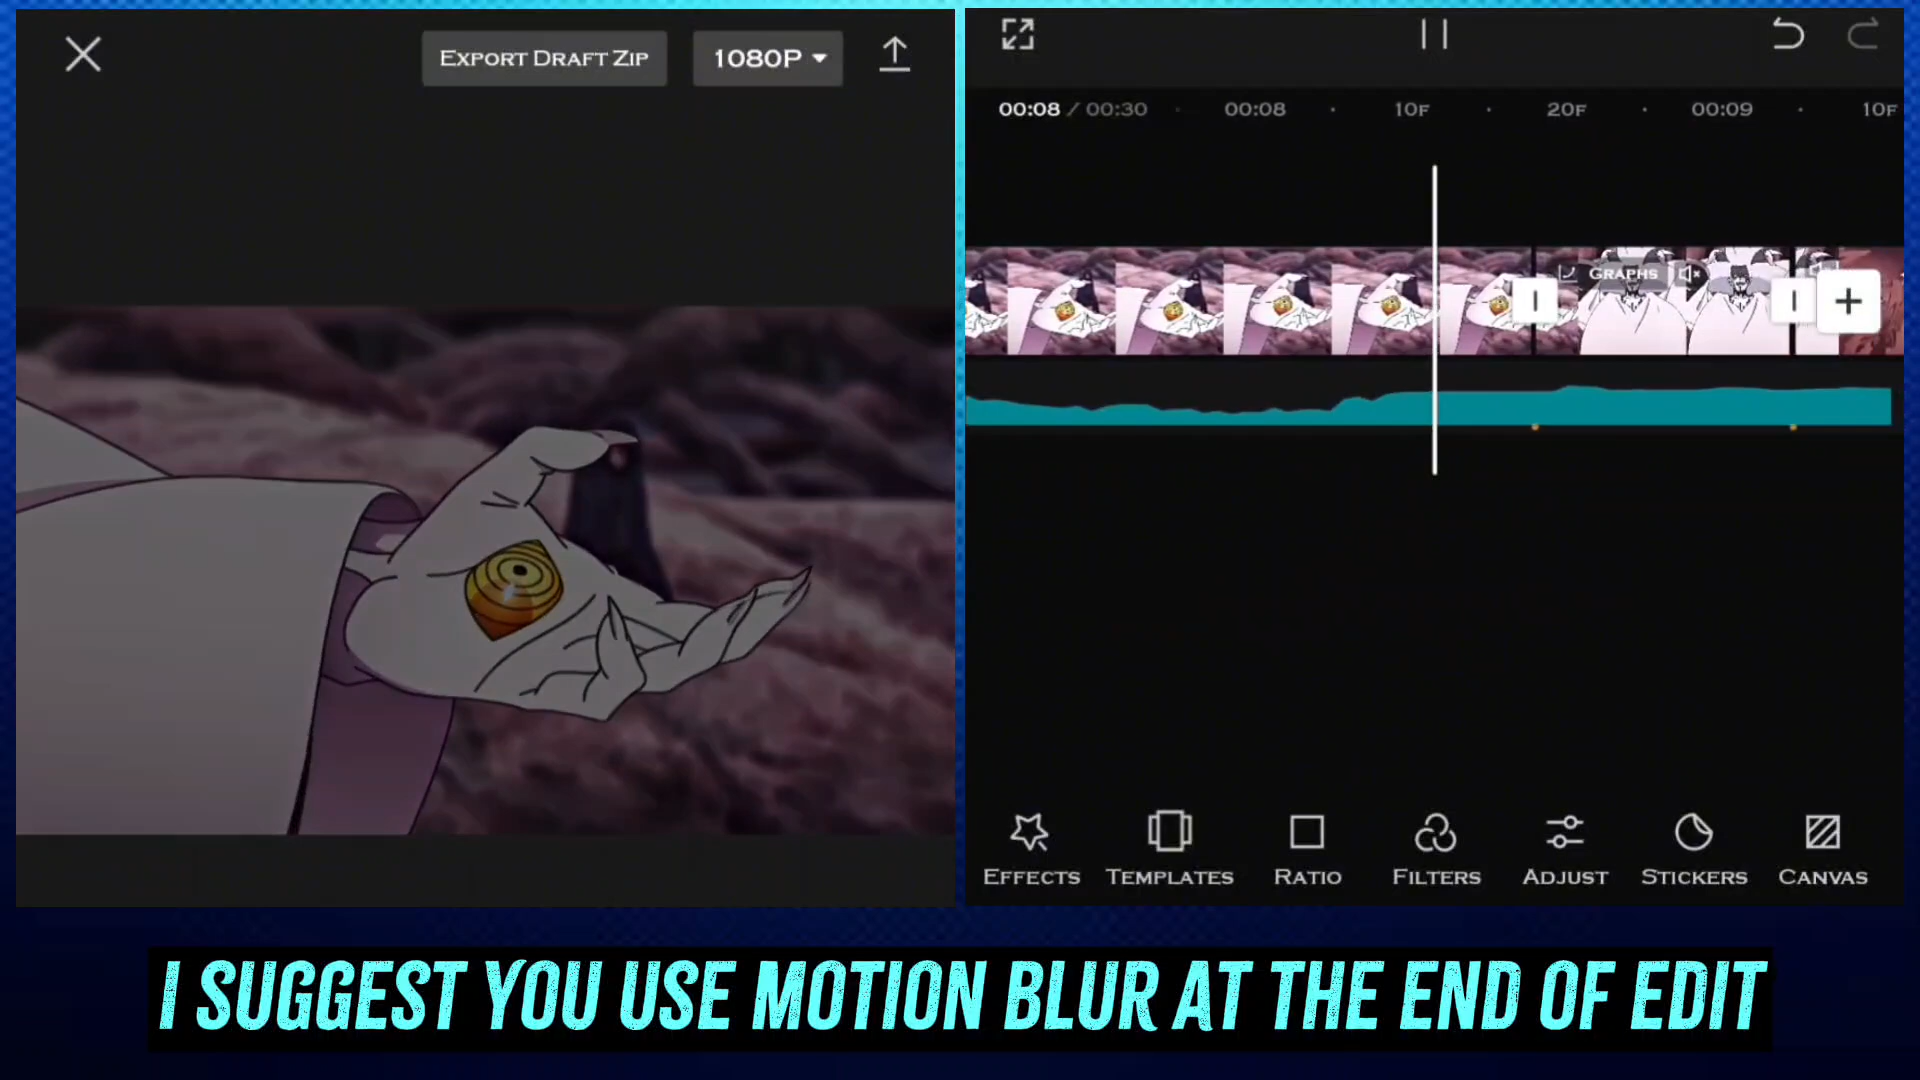 EXPORT DRAFT ZIP
1080P
00:08 / 00:30 00:08 10F 20F 00:09 10F
GRAPHS
EFFECTS TEMPLATES RATIO FILTERS ADJUST STICKERS CANVAS
I SUGGEST YOU USE MOTION BLUR AT THE END OF EDIT